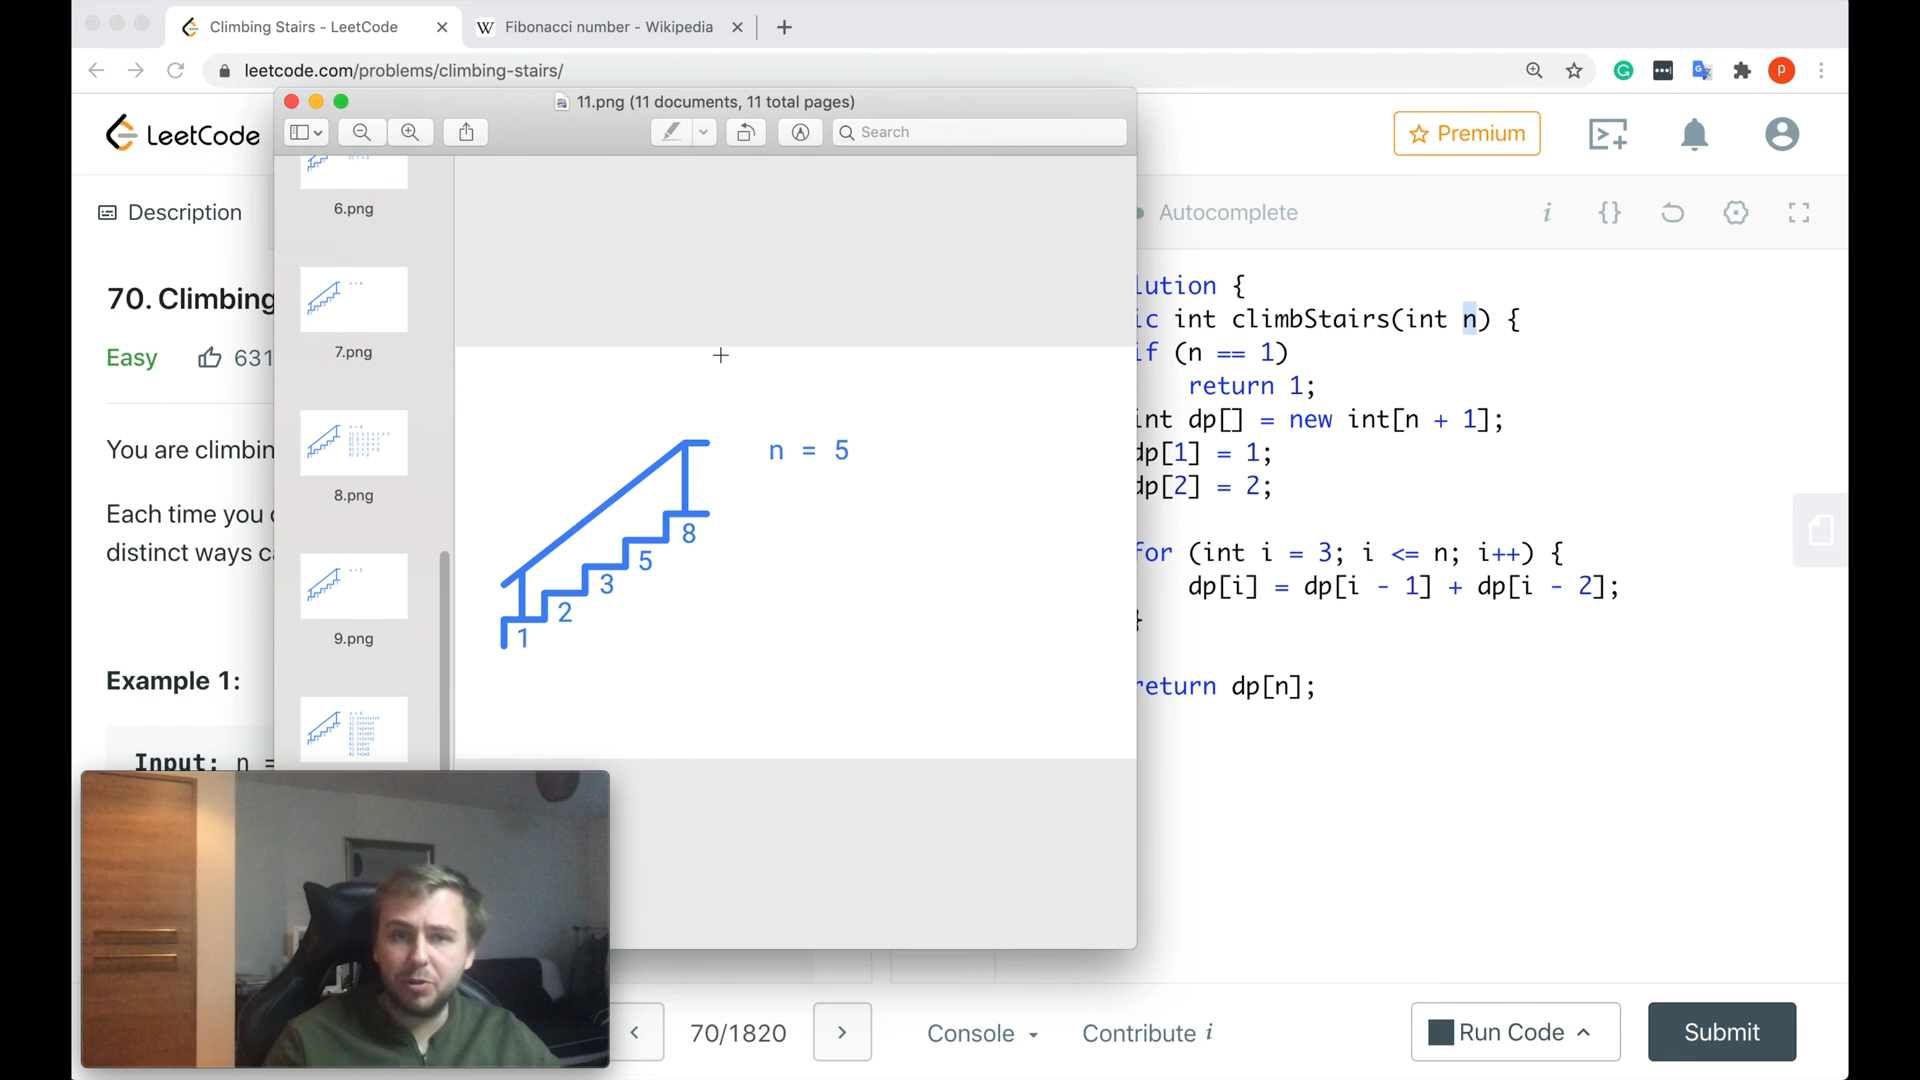 Climbing Stairs - LeetCode
Fibonacci number - Wikipedia
leetcode.com/problems/climbing-stairs/
P
11.png (11 documents, 11 total pages)
Search
LeetCode
Premium
Description
Autocomplete
6.png
7.png
8.png
9.png
70. Climbing
Easy
631
You are climbin
Each time you
distinct ways c
Example 1:
Input: n =
n = 5
8
5
3
2
1
lution {
ic int climbStairs(int n) {
if (n == 1)
return 1;
int dp[] = new int[n + 1];
dp[1] = 1;
dp[2] = 2;
for (int i = 3; i <= n; i++) {
dp[i] = dp[i - 1] + dp[i - 2];
}
return dp[n];
70/1820
Console
Contribute i
Run Code
Submit